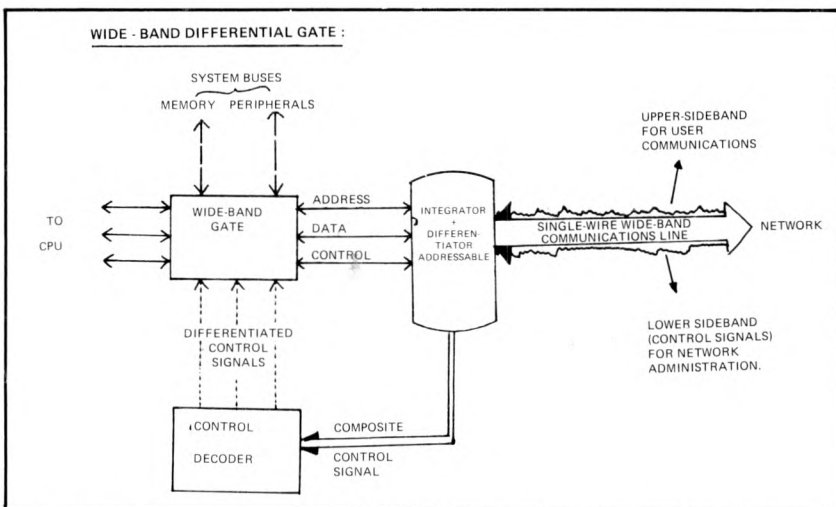 WIDE - BAND DIFFERENTIAL GATE :
SYSTEM BUSES
MEMORY PERIPHERALS
UPPER-SIDEBAND
FOR USER
COMMUNICATIONS
TO
CPU
WIDE-BAND
GATE
ADDRESS
DATA
CONTROL
INTEGRATOR
+
DIFFEREN-
TIATOR
ADDRESSABLE
SINGLE-WIRE WIDE-BAND
COMMUNICATIONS LINE
NETWORK
DIFFERENTIATED
CONTROL
SIGNALS
LOWER SIDEBAND
(CONTROL SIGNALS)
FOR NETWORK
ADMINISTRATION.
CONTROL
DECODER
COMPOSITE
CONTROL
SIGNAL